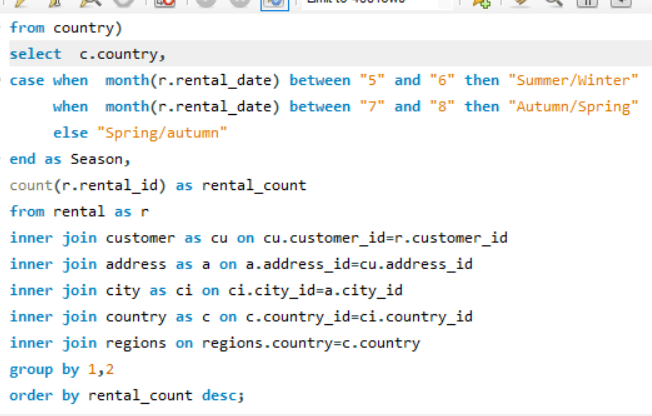 from country)
select  c.country,
case when  month(r.rental_date) between "5" and "6" then "Summer/Winter"
     when  month(r.rental_date) between "7" and "8" then "Autumn/Spring"
     else "Spring/autumn"
end as Season,
count(r.rental_id) as rental_count
from rental as r
inner join customer as cu on cu.customer_id=r.customer_id
inner join address as a on a.address_id=cu.address_id
inner join city as ci on ci.city_id=a.city_id
inner join country as c on c.country_id=ci.country_id
inner join regions on regions.country=c.country
group by 1,2
order by rental_count desc;